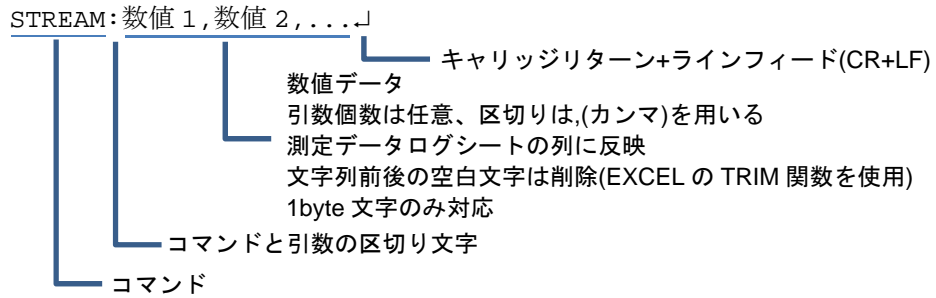 STREAM:数値1,数値2,...↵
キャリッジリターン+ラインフィード(CR+LF)
数値データ
引数個数は任意、区切りは,(カンマ)を用いる
測定データログシートの列に反映
文字列前後の空白文字は削除(EXCEL の TRIM 関数を使用)
1byte 文字のみ対応
コマンドと引数の区切り文字
コマンド